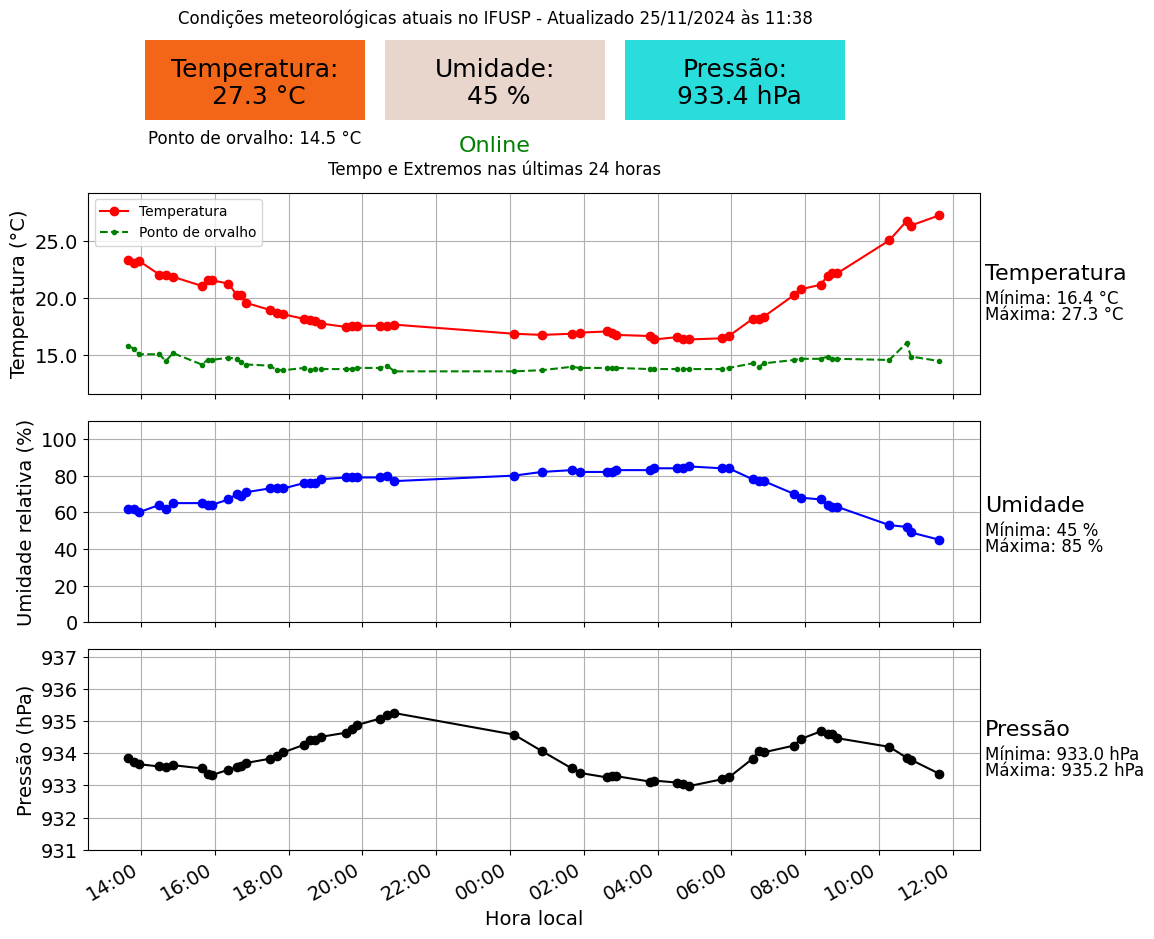 Condições meteorológicas atuais no IFUSP - Atualizado 25/11/2024 às 11:38
Temperatura:
27.3 °C
Umidade:
45 %
Pressão:
933.4 hPa
Ponto de orvalho: 14.5 °C
Online
Tempo e Extremos nas últimas 24 horas
Temperatura (°C)
25.0
20.0
15.0
Temperatura
Ponto de orvalho
Temperatura
Mínima: 16.4 °C
Máxima: 27.3 °C
Umidade relativa (%)
100
80
60
40
20
0
Umidade
Mínima: 45 %
Máxima: 85 %
Pressão (hPa)
937
936
935
934
933
932
931
Pressão
Mínima: 933.0 hPa
Máxima: 935.2 hPa
14:00 16:00 18:00 20:00 22:00 00:00 02:00 04:00 06:00 08:00 10:00 12:00
Hora local